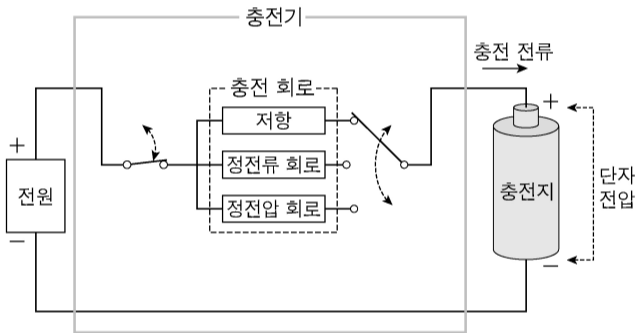 충전기
충전 전류
충전 회로
저항
정전류 회로
정전압 회로
+
전원
−
+
충전지
−
단자
전압